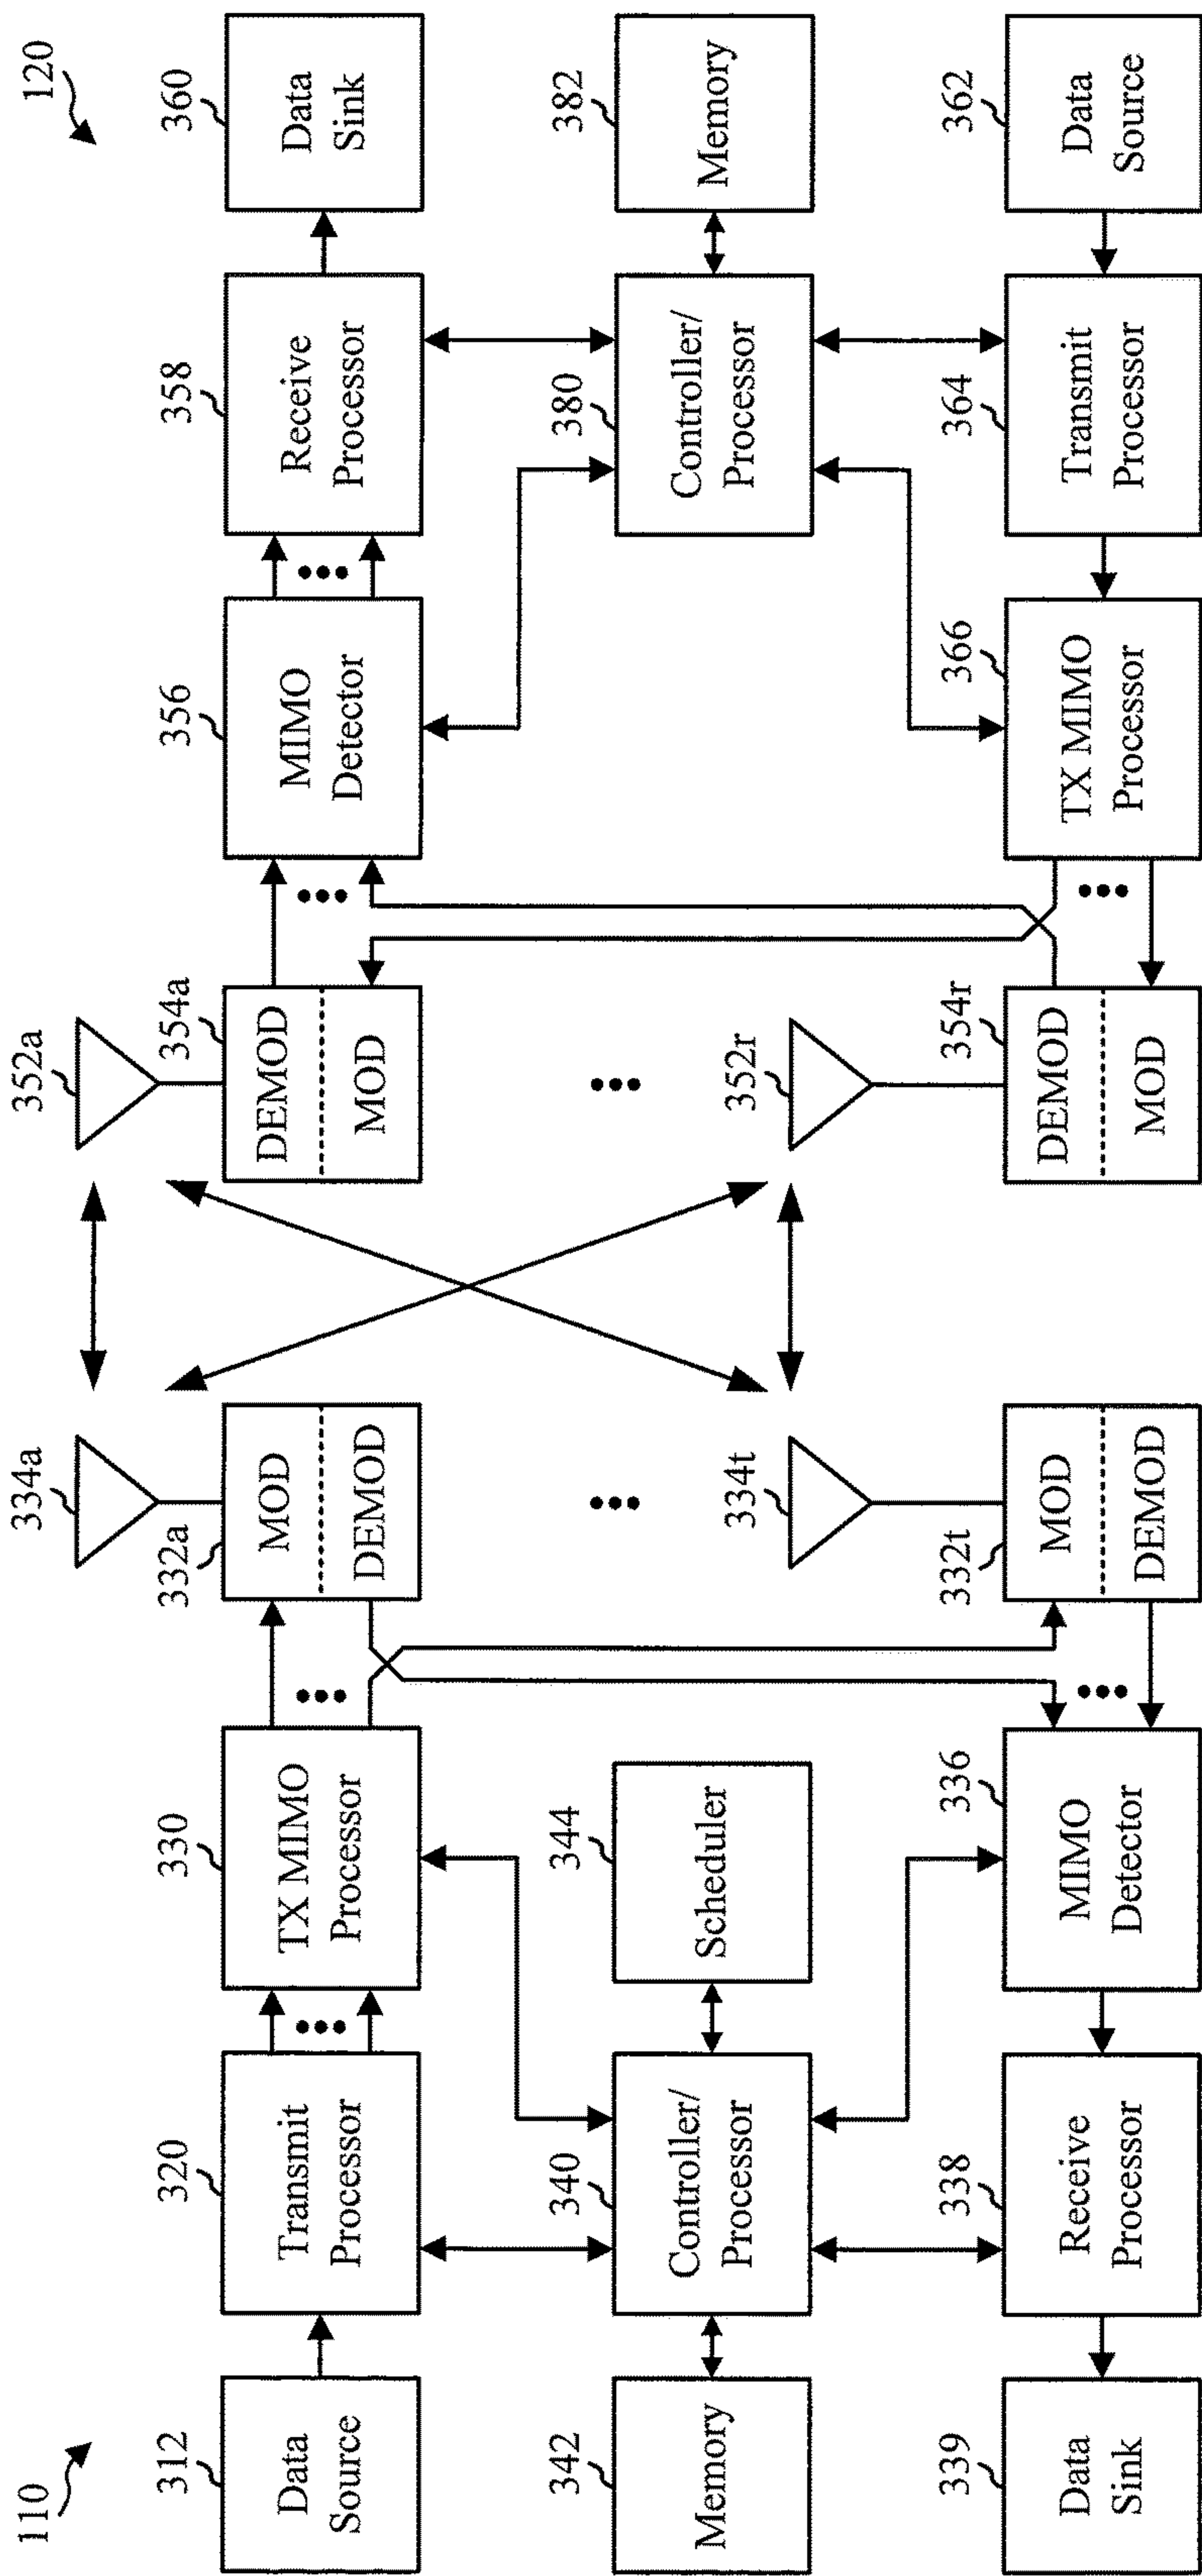 110
120
334a
352a
312
Data
Source
320
Transmit
Processor
330
TX MIMO
Processor
332a
MOD
DEMOD
354a
DEMOD
MOD
356
MIMO
Detector
358
Receive
Processor
360
Data
Sink
342
Memory
340
Controller/
Processor
344
Scheduler
334t
352r
380
Controller/
Processor
382
Memory
339
Data
Sink
338
Receive
Processor
336
MIMO
Detector
332t
MOD
DEMOD
354r
DEMOD
MOD
366
TX MIMO
Processor
364
Transmit
Processor
362
Data
Source